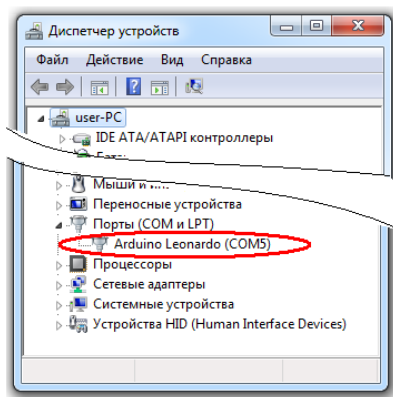 Диспетчер устройств
Файл Действие Вид Справка
user-PC
IDE ATA/ATAPI контроллеры
Мыши и
Переносные устройства
Порты (COM и LPT)
Arduino Leonardo (COM5)
Процессоры
Сетевые адаптеры
Системные устройства
Устройства HID (Human Interface Devices)